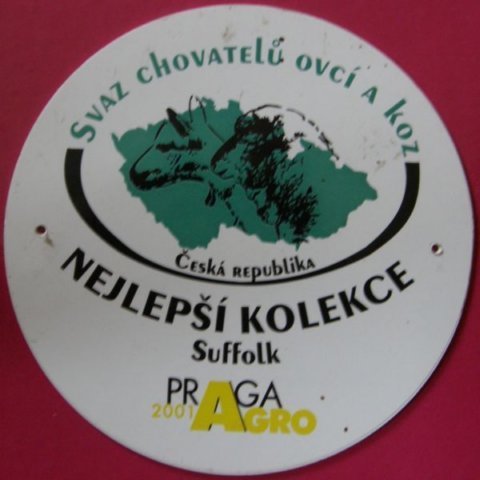 Svaz chovatelů ovcí a koz
Česká republika
NEJLEPŠÍ KOLEKCE
Suffolk
PRAGA
2001 AGRO